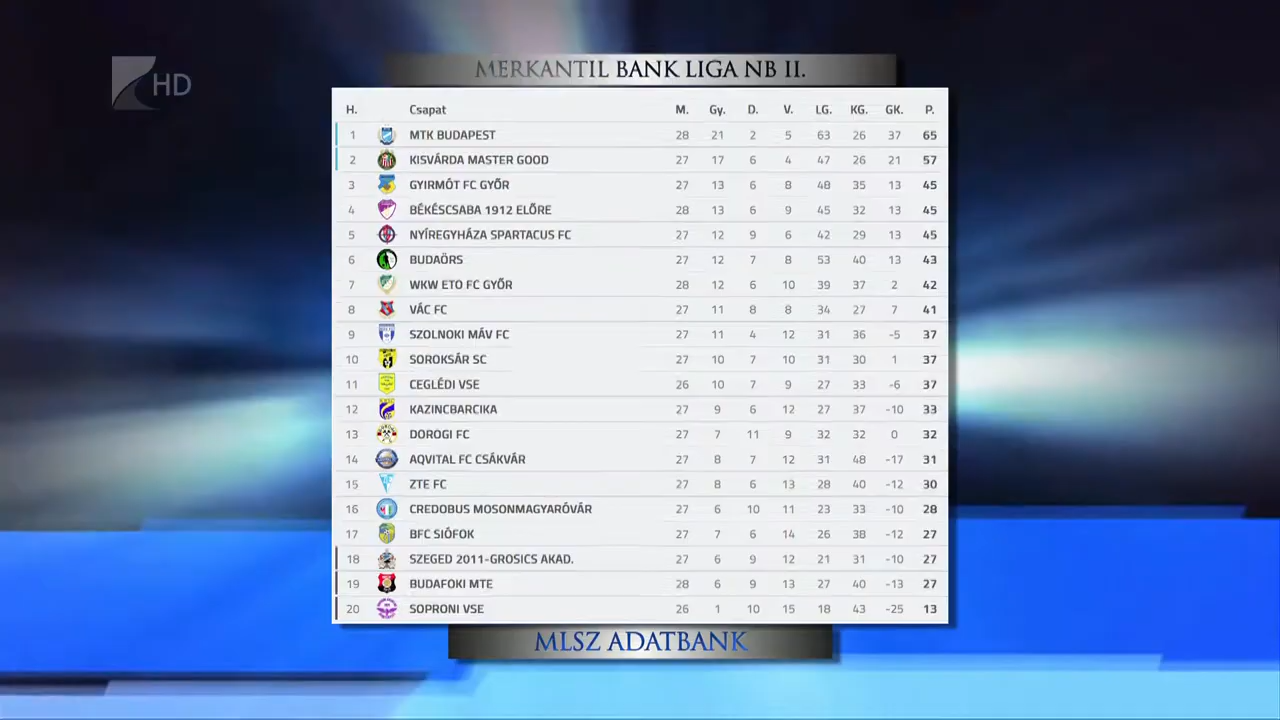 HD
MERKANTIL BANK LIGA NB II.
H. Csapat M. Gy. D. V. LG. KG. GK. P.
1 MTK BUDAPEST 28 21 2 5 63 26 37 65
2 KISVÁRDA MASTER GOOD 27 17 6 4 47 26 21 57
3 GYIRMÓT FC GYŐR 27 13 6 8 48 35 13 45
4 BÉKÉSCSABA 1912 ELŐRE 28 13 6 9 45 32 13 45
5 NYÍREGYHÁZA SPARTACUS FC 27 12 9 6 42 29 13 45
6 BUDAÖRS 27 12 7 8 53 40 13 43
7 WKW ETO FC GYŐR 28 12 6 10 39 37 2 42
8 VÁC FC 27 11 8 8 34 27 7 41
9 SZOLNOKI MÁV FC 27 11 4 12 31 36 -5 37
10 SOROKSÁR SC 27 10 7 10 31 30 1 37
11 CEGLÉDI VSE 26 10 7 9 27 33 -6 37
12 KAZINCBARCIKA 27 9 6 12 27 37 -10 33
13 DOROGI FC 27 7 11 9 32 32 0 32
14 AQVITAL FC CSÁKVÁR 27 8 7 12 31 48 -17 31
15 ZTE FC 27 8 6 13 28 40 -12 30
16 CREDOBUS MOSONMAGYARÓVÁR 27 6 10 11 23 33 -10 28
17 BFC SIÓFOK 27 7 6 14 26 38 -12 27
18 SZEGED 2011-GROSICS AKAD. 27 6 9 12 21 31 -10 27
19 BUDAFOKI MTE 28 6 9 13 27 40 -13 27
20 SOPRONI VSE 26 1 10 15 18 43 -25 13
MLSZ ADATBANK